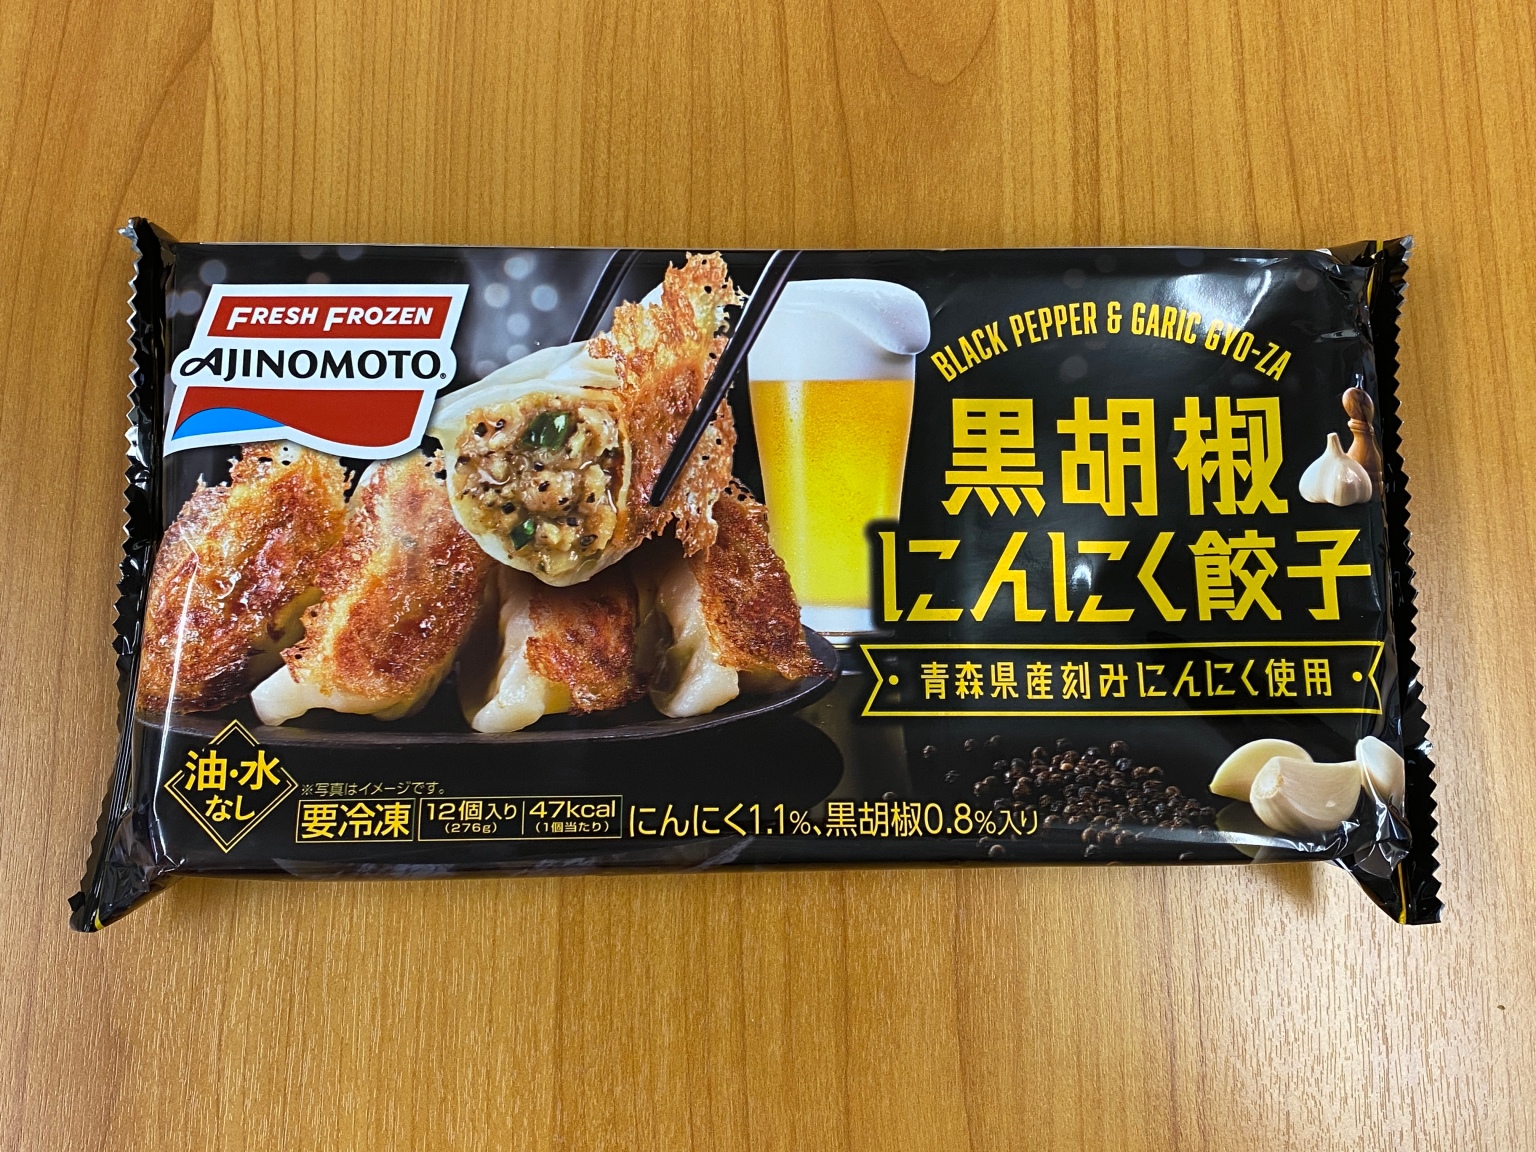 FRESH FROZEN
AJINOMOTO®
BLACK PEPPER & GARIC GYO-ZA
黒胡椒
にんにく餃子
・青森県産刻みにんにく使用・
油・水
なし
※写真はイメージです。
要冷凍 12個入り (276g) 47kcal (1個当たり) にんにく1.1%、黒胡椒0.8%入り